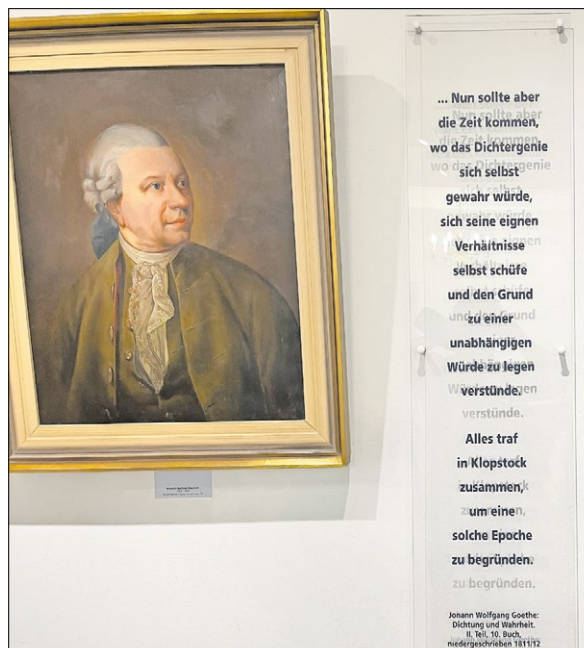 ... Nun sollte aber
die Zeit kommen,
wo das Dichtergenie
sich selbst
gewahr würde,
sich seine eignen
Verhältnisse
selbst schüfe
und den Grund
zu einer
unabhängigen
Würde zu legen
verstünde.
Alles traf
in Klopstock
zusammen,
um eine
solche Epoche
zu begründen.
Jonann Wolfgang Goethe:
Dichtung und Wahrheit.
II. Teil, 10. Buch,
niedergeschrieben 1811/12